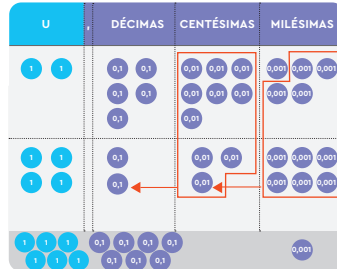 U , DÉCIMAS CENTÉSIMAS MILÉSIMAS
1 1 0,1 0,1 0,01 0,01 0,01 0,001 0,001 0,001
0,1 0,1 0,01 0,01 0,01 0,001 0,001
0,1 0,01
1 1 0,1 0,01 0,01 0,001 0,001 0,001
1 1 0,1 0,01 0,001 0,001 0,001
1 1 1 0,1 0,1 0,1 0,1 0,001
1 1 1 1 0,1 0,1 0,1